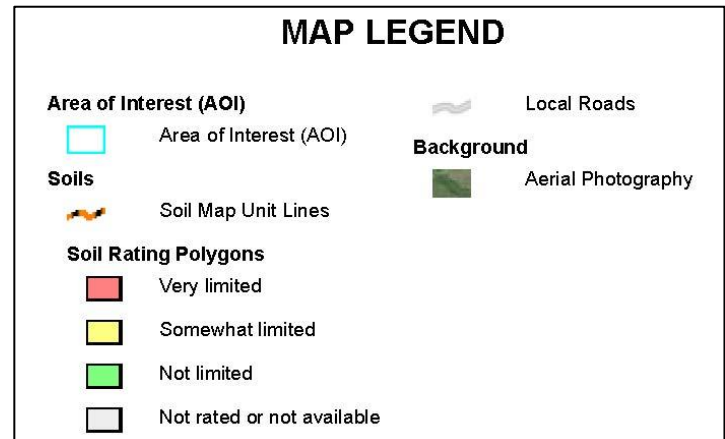 MAP LEGEND
Area of Interest (AOI)
Area of Interest (AOI)
Soils
Soil Map Unit Lines
Soil Rating Polygons
Very limited
Somewhat limited
Not limited
Not rated or not available
Local Roads
Background
Aerial Photography